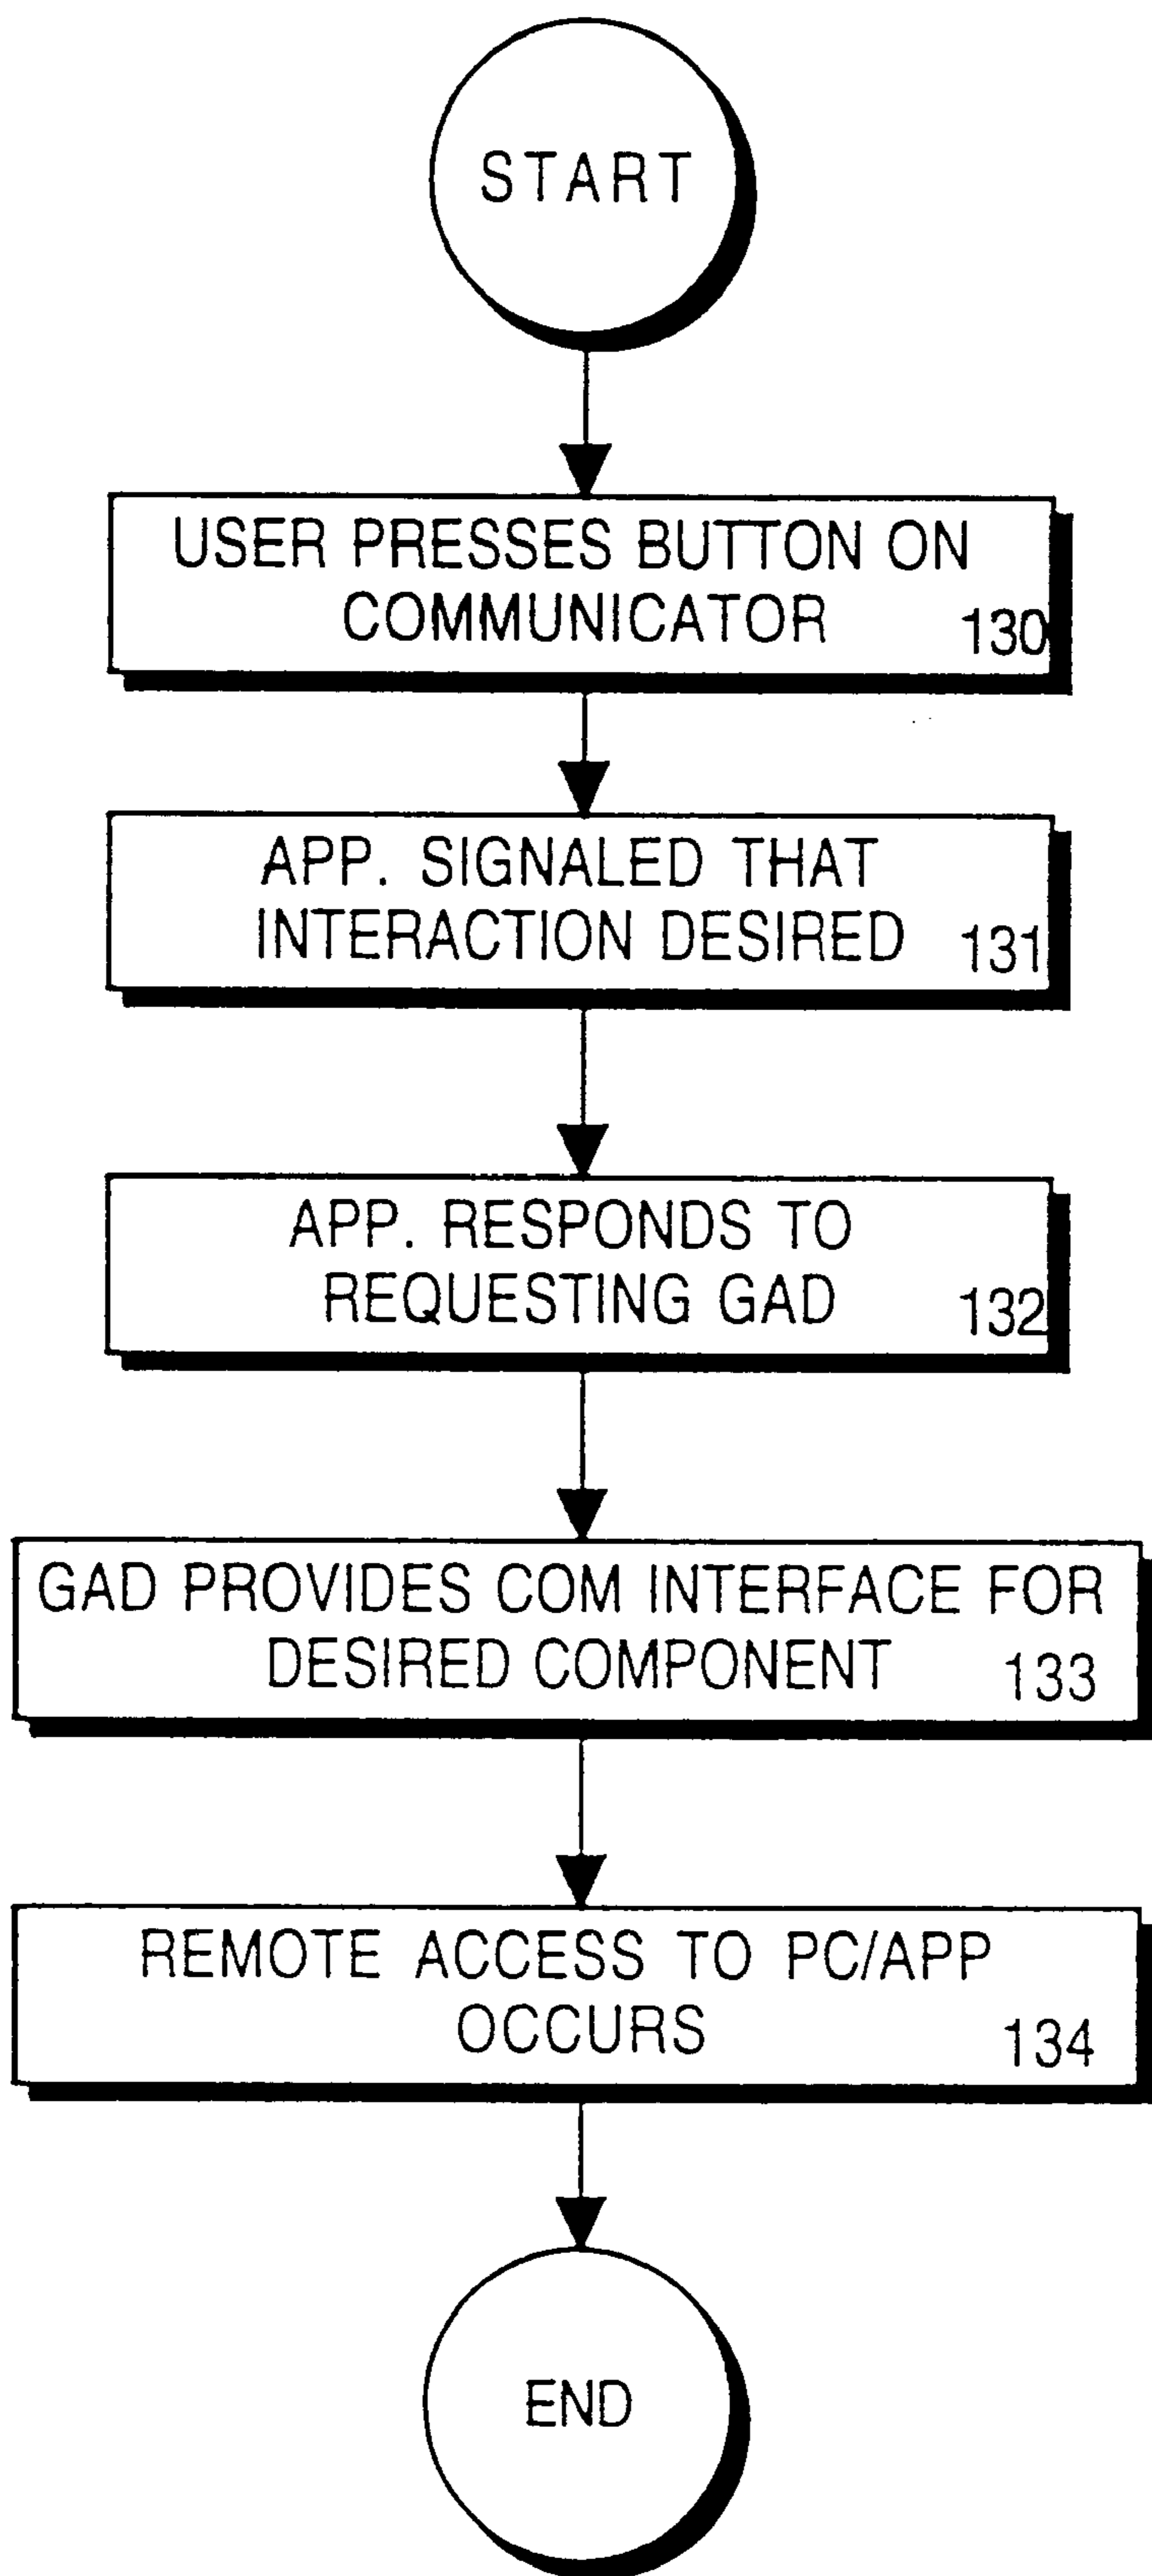 START
USER PRESSES BUTTON ON
COMMUNICATOR 130
APP. SIGNALED THAT
INTERACTION DESIRED 131
APP. RESPONDS TO
REQUESTING GAD 132
GAD PROVIDES COM INTERFACE FOR
DESIRED COMPONENT 133
REMOTE ACCESS TO PC/APP
OCCURS 134
END